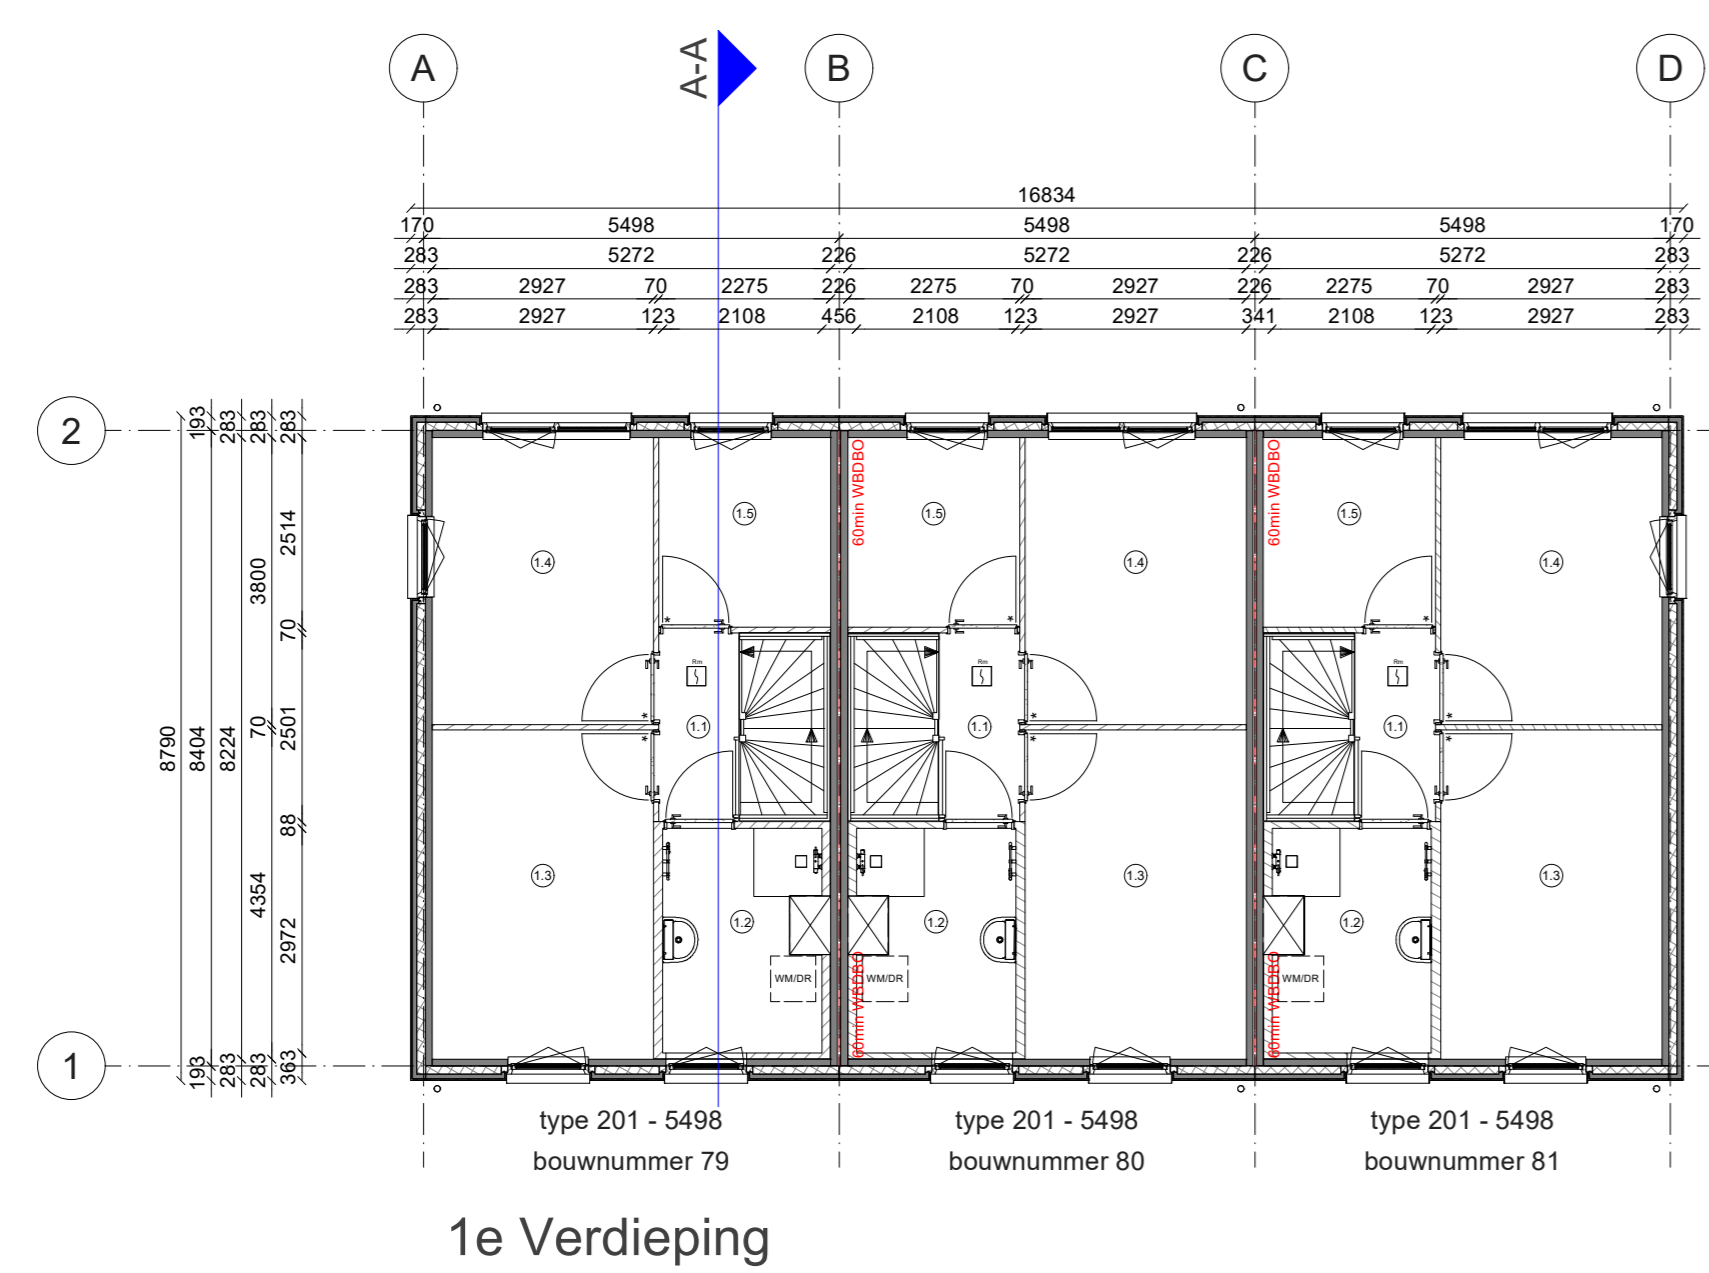 A
A-A
B
C
D
16834
170 5498 5498 5498 170
283 5272 226 5272 226 5272 283
283 2927 70 2275 226 2275 70 2927 226 2275 70 2927 283
283 2927 123 2108 456 2108 123 2927 341 2108 123 2927 283
2
1
8790
193 8404 193
283 8224 283
283 3800 70 4354 283
283 2514 70 2501 88 2972 363
60min WBDBO
60min WBDBO
1.5 1.5 1.5
1.4 1.4 1.4
* * *
Rm Rm Rm
* * *
1.1 1.1 1.1
* * *
1.3 1.3 1.3
1.2 1.2 1.2
WM/DR WM/DR WM/DR
60min WBDBO
60min WBDBO
type 201 - 5498
bouwnummer 79
type 201 - 5498
bouwnummer 80
type 201 - 5498
bouwnummer 81
1e Verdieping